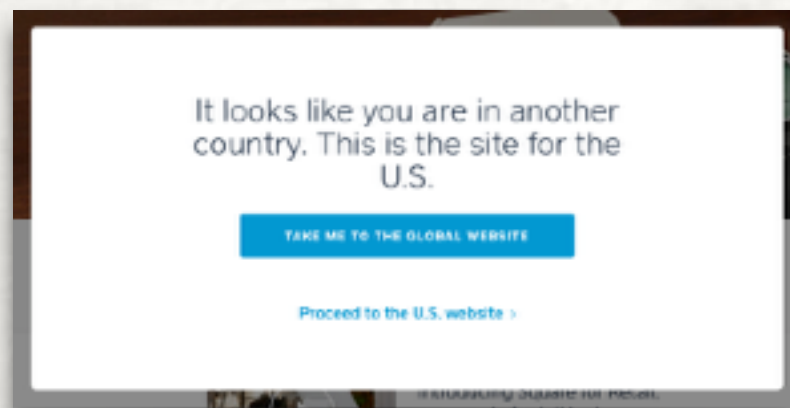 It looks like you are in another
country. This is the site for the
U.S.
TAKE ME TO THE GLOBAL WEBSITE
Proceed to the U.S. website >
Introducing Square for Retail,